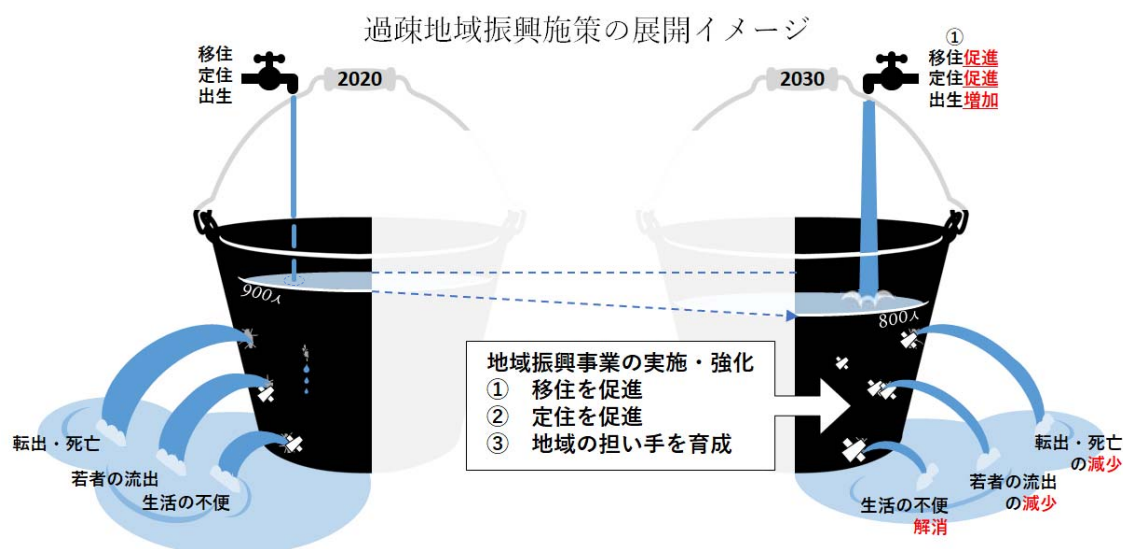 過疎地域振興施策の展開イメージ
移住
定住
出生
2020
900人
転出・死亡
若者の流出
生活の不便
地域振興事業の実施・強化
① 移住を促進
② 定住を促進
③ 地域の担い手を育成
2030
①
移住促進
定住促進
出生増加
800人
転出・死亡
の減少
若者の流出
の減少
生活の不便
解消